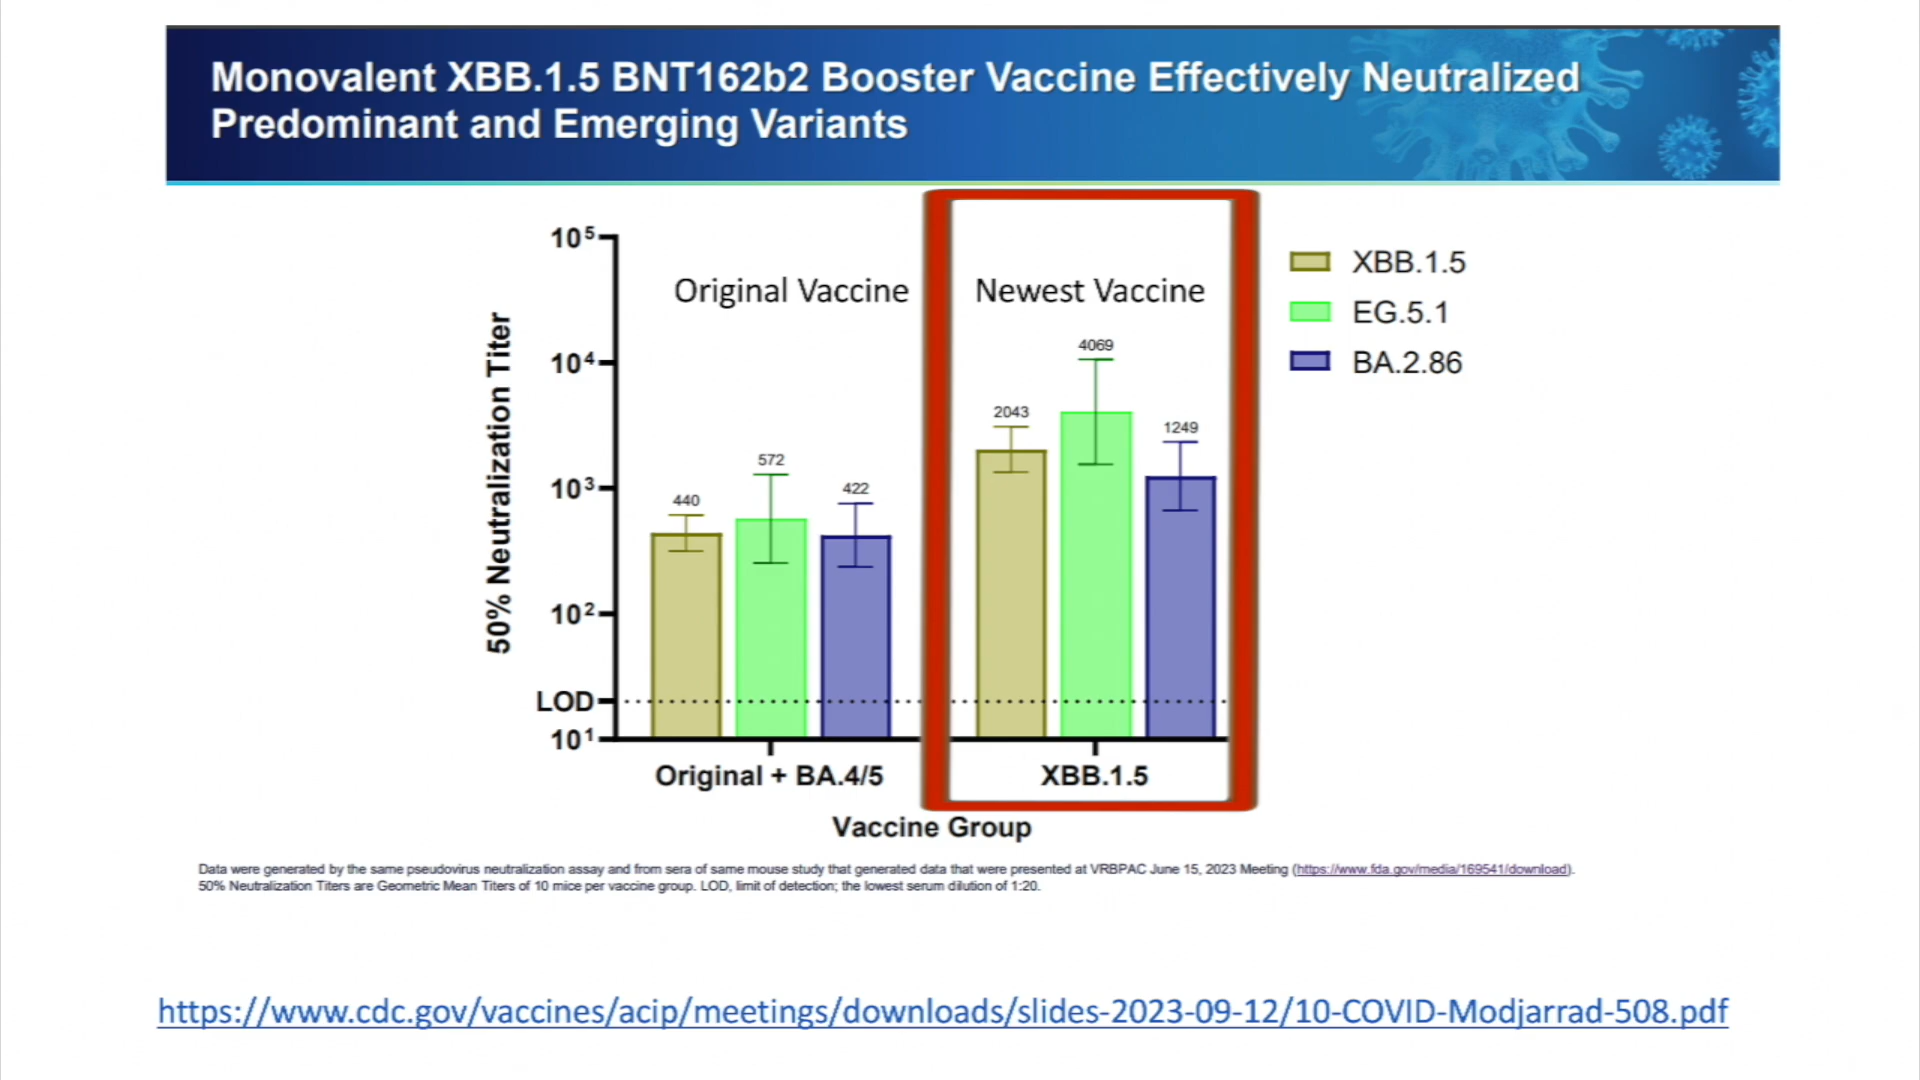 Monovalent XBB.1.5 BNT162b2 Booster Vaccine Effectively Neutralized
Predominant and Emerging Variants
50% Neutralization Titer
10⁵
10⁴
10³
10²
LOD
10¹
Original Vaccine
440
572
422
Original + BA.4/5
Newest Vaccine
2043
4069
1249
XBB.1.5
Vaccine Group
XBB.1.5
EG.5.1
BA.2.86
Data were generated by the same pseudovirus neutralization assay and from sera of same mouse study that generated data that were presented at VRBPAC June 15, 2023 Meeting (https://www.fda.gov/media/169541/download).
50% Neutralization Titers are Geometric Mean Titers of 10 mice per vaccine group. LOD, limit of detection; the lowest serum dilution of 1:20.
https://www.cdc.gov/vaccines/acip/meetings/downloads/slides-2023-09-12/10-COVID-Modjarrad-508.pdf